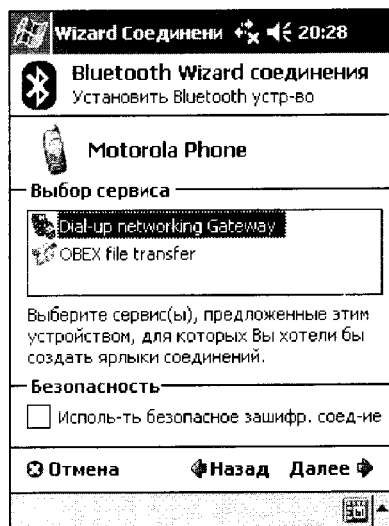 Wizard Соединени 20:28
Bluetooth Wizard соединения
Установить Bluetooth устр-во
Motorola Phone
Выбор сервиса
Dial-up networking Gateway
OBEX file transfer
Выберите сервис(ы), предложенные этим
устройством, для которых Вы хотели бы
создать ярлыки соединений.
Безопасность
Исполь-ть безопасное зашифр. соед-ие
Отмена Назад Далее